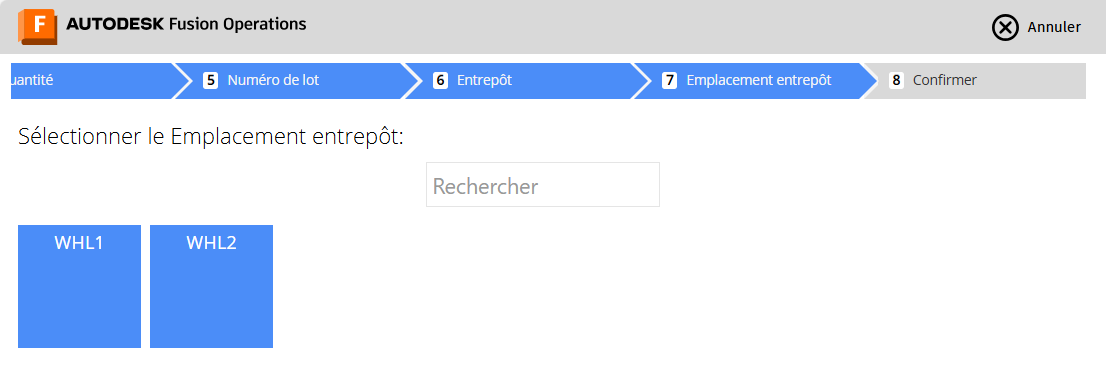 F AUTODESK Fusion Operations
Annuler
uantité
5 Numéro de lot
6 Entrepôt
7 Emplacement entrepôt
8 Confirmer
Sélectionner le Emplacement entrepôt:
Rechercher
WHL1
WHL2